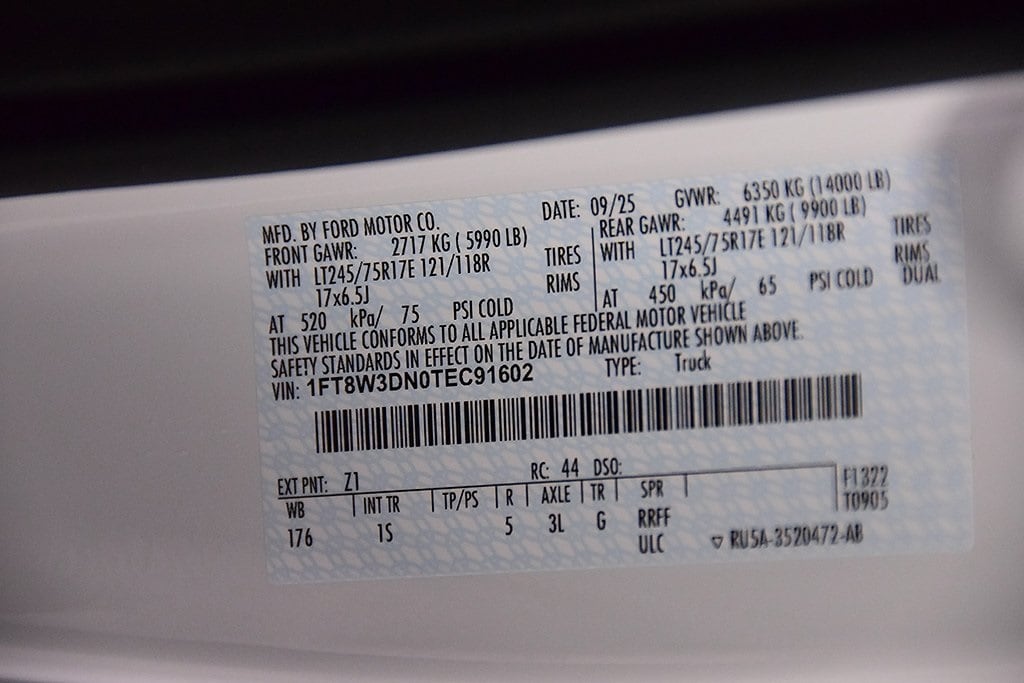 MFD. BY FORD MOTOR CO. DATE: 09/25 GVWR: 6350 KG (14000 LB)
FRONT GAWR: 2717 KG ( 5990 LB) REAR GAWR: 4491 KG ( 9900 LB)
WITH LT245/75R17E 121/118R TIRES WITH LT245/75R17E 121/118R TIRES
17x6.5J RIMS 17x6.5J RIMS
AT 520 kPa/ 75 PSI COLD AT 450 kPa/ 65 PSI COLD DUAL
THIS VEHICLE CONFORMS TO ALL APPLICABLE FEDERAL MOTOR VEHICLE
SAFETY STANDARDS IN EFFECT ON THE DATE OF MANUFACTURE SHOWN ABOVE.
VIN: 1FT8W3DN0TEC91602 TYPE: Truck
EXT PNT: Z1 RC: 44 DSO:
WB INT TR TP/PS R AXLE TR SPR F1322
176 1S 5 3L G RRFF T0905
ULC ▽ RU5A-3520472-AB